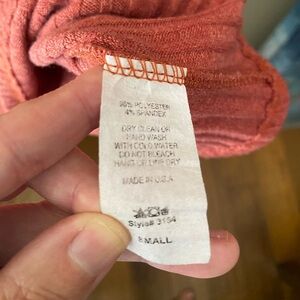 96% POLYESTER
4% SPANDEX
DRY CLEAN OR
HAND WASH
WITH COLD WATER
DO NOT BLEACH
HANG OR LINE DRY
MADE IN U.S.A
Style# 3154
SMALL